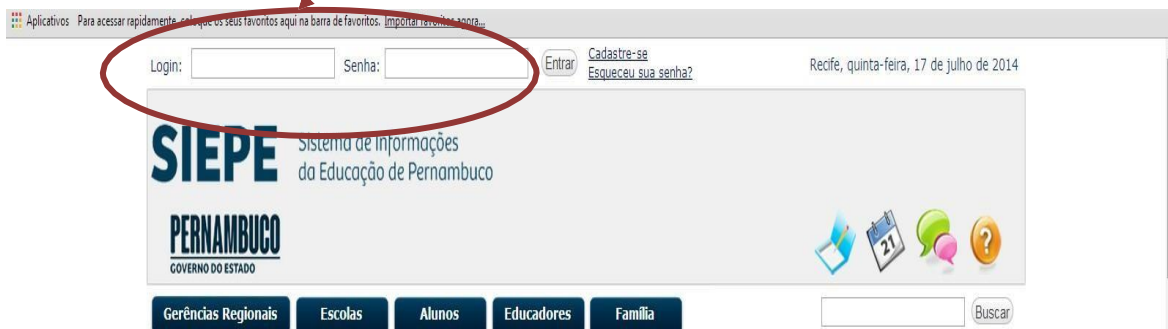 Aplicativos Para acessar rapidamente, coloque os seus favoritos aqui na barra de favoritos. Importar favoritos agora...
Login: Senha: Entrar Cadastre-se
Esqueceu sua senha?
Recife, quinta-feira, 17 de julho de 2014
SIEPE Sistema de Informações
da Educação de Pernambuco
PERNAMBUCO
GOVERNO DO ESTADO
21 ?
Gerências Regionais Escolas Alunos Educadores Família Buscar